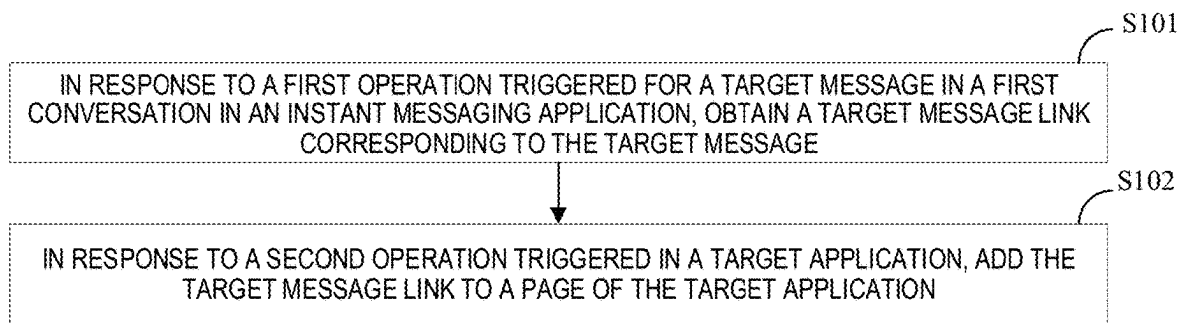 S101
IN RESPONSE TO A FIRST OPERATION TRIGGERED FOR A TARGET MESSAGE IN A FIRST
CONVERSATION IN AN INSTANT MESSAGING APPLICATION, OBTAIN A TARGET MESSAGE LINK
CORRESPONDING TO THE TARGET MESSAGE
S102
IN RESPONSE TO A SECOND OPERATION TRIGGERED IN A TARGET APPLICATION, ADD THE
TARGET MESSAGE LINK TO A PAGE OF THE TARGET APPLICATION